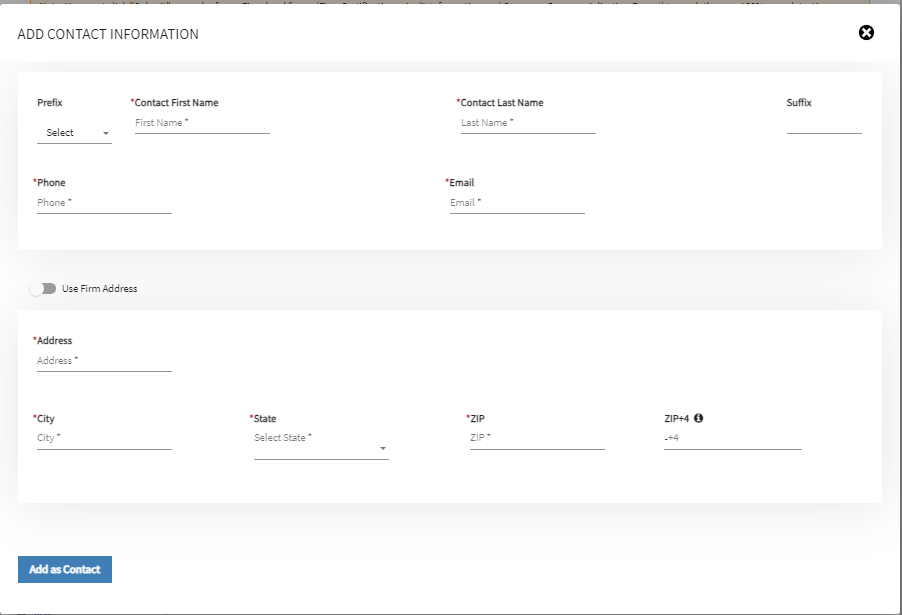 ADD CONTACT INFORMATION
Prefix *Contact First Name *Contact Last Name Suffix
Select First Name * Last Name *
*Phone *Email
Phone * Email *
Use Firm Address
*Address
Address *
*City *State *ZIP ZIP+4
City * Select State * ZIP * -+4
Add as Contact